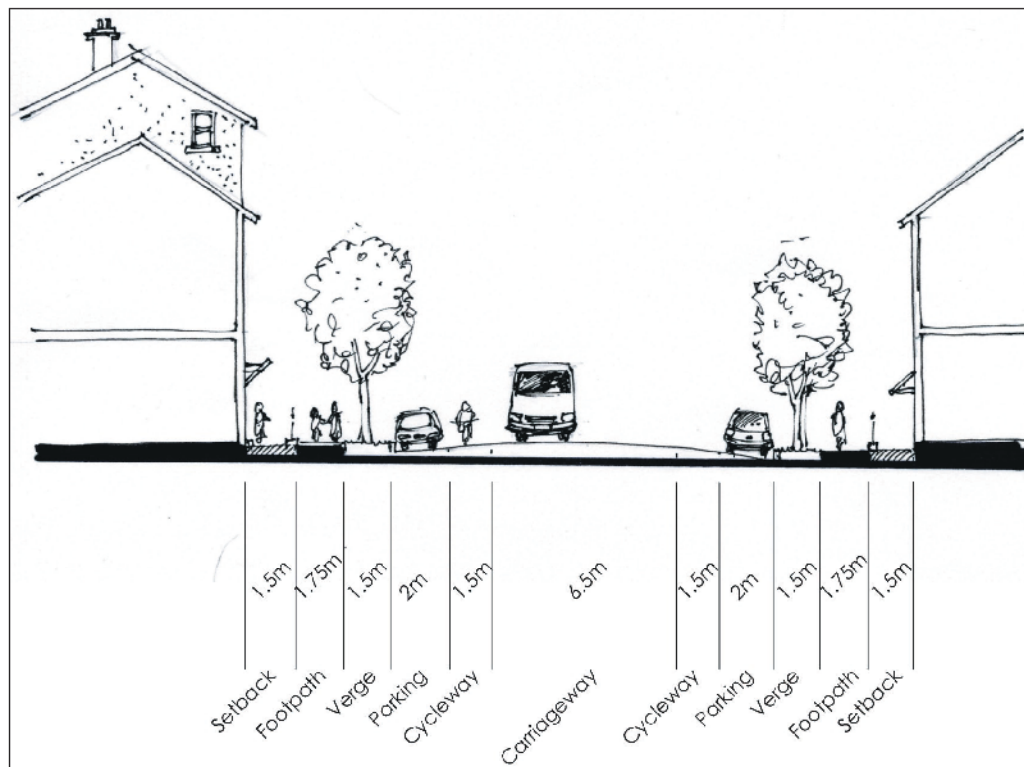 1.5m
1.75m
1.5m
2m
1.5m
6.5m
1.5m
2m
1.5m
1.75m
1.5m
Setback
Footpath
Verge
Parking
Cycleway
Carriageway
Cycleway
Parking
Verge
Footpath
Setback